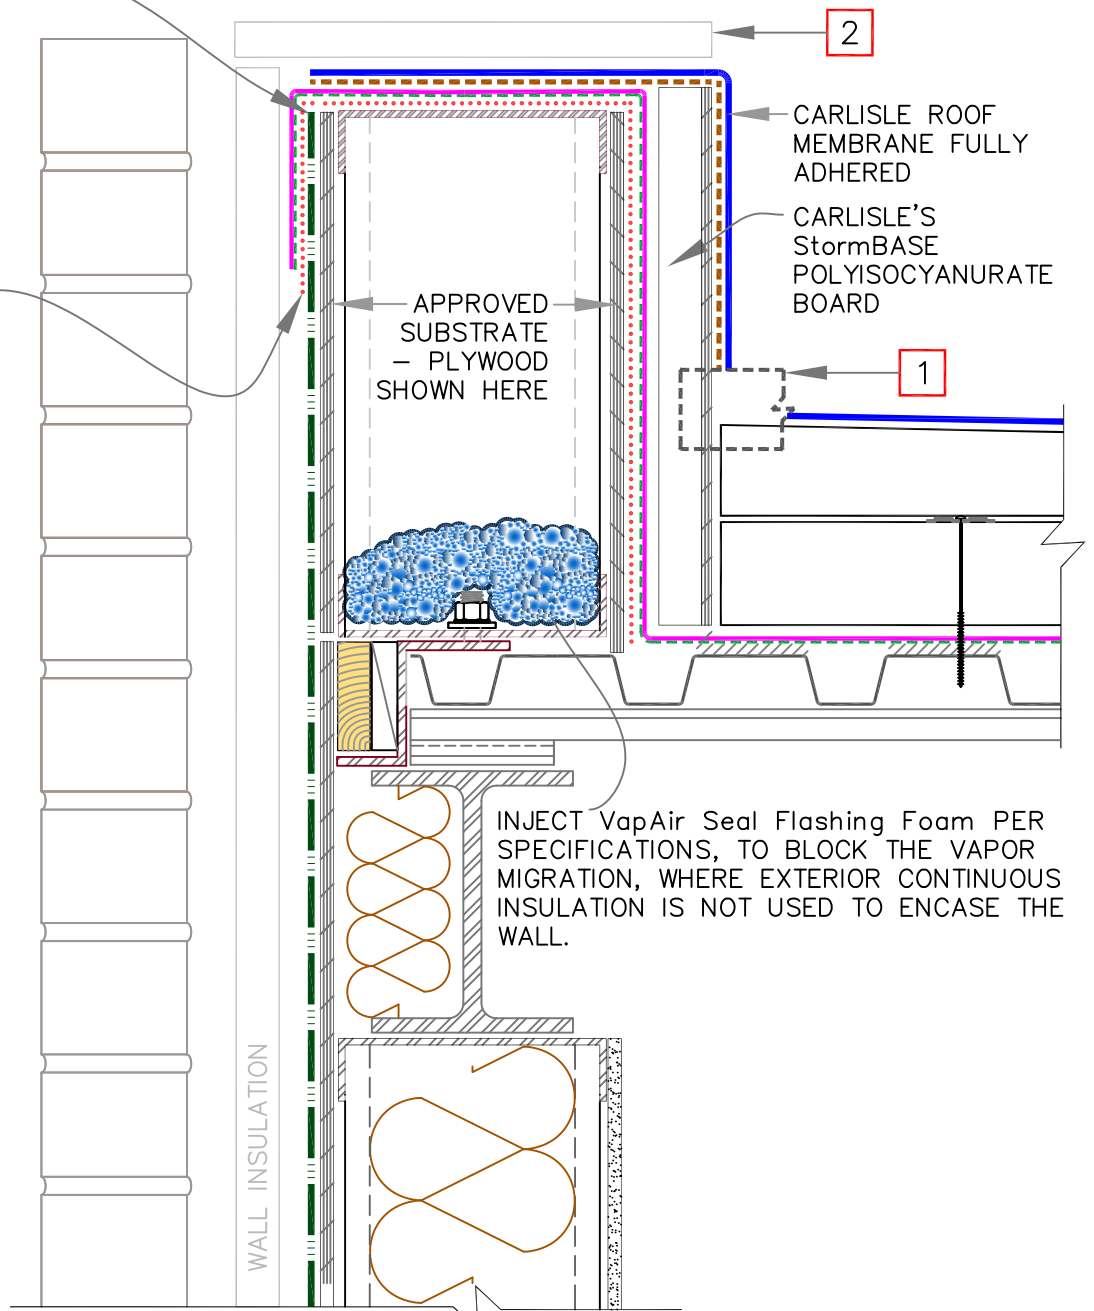 2
CARLISLE ROOF
MEMBRANE FULLY
ADHERED
CARLISLE'S
StormBASE
POLYISOCYANURATE
BOARD
APPROVED
SUBSTRATE
– PLYWOOD
SHOWN HERE
1
INJECT VapAir Seal Flashing Foam PER
SPECIFICATIONS, TO BLOCK THE VAPOR
MIGRATION, WHERE EXTERIOR CONTINUOUS
INSULATION IS NOT USED TO ENCASE THE
WALL.
WALL INSULATION